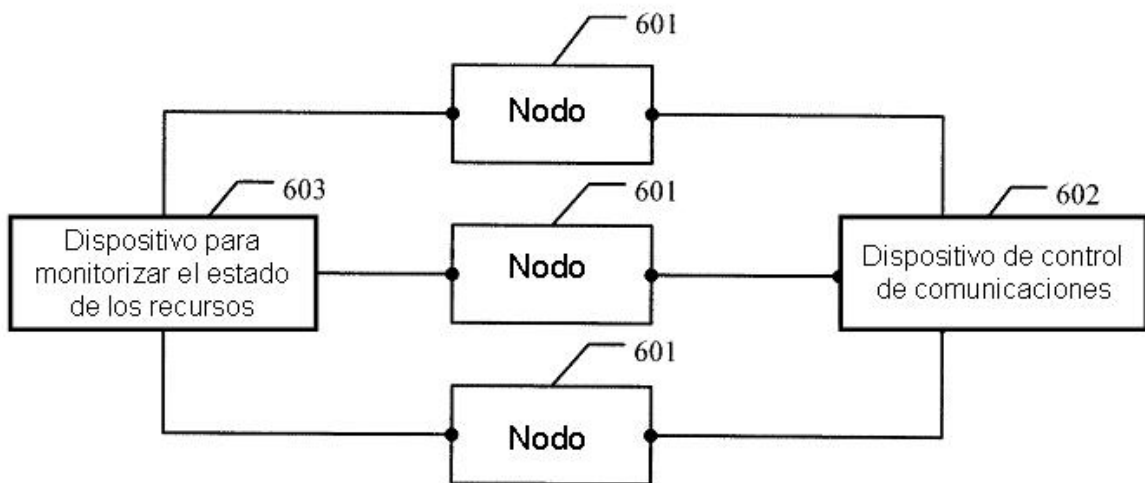 601
Nodo
603
601
602
Dispositivo para
monitorizar el estado
de los recursos
Nodo
Dispositivo de control
de comunicaciones
601
Nodo